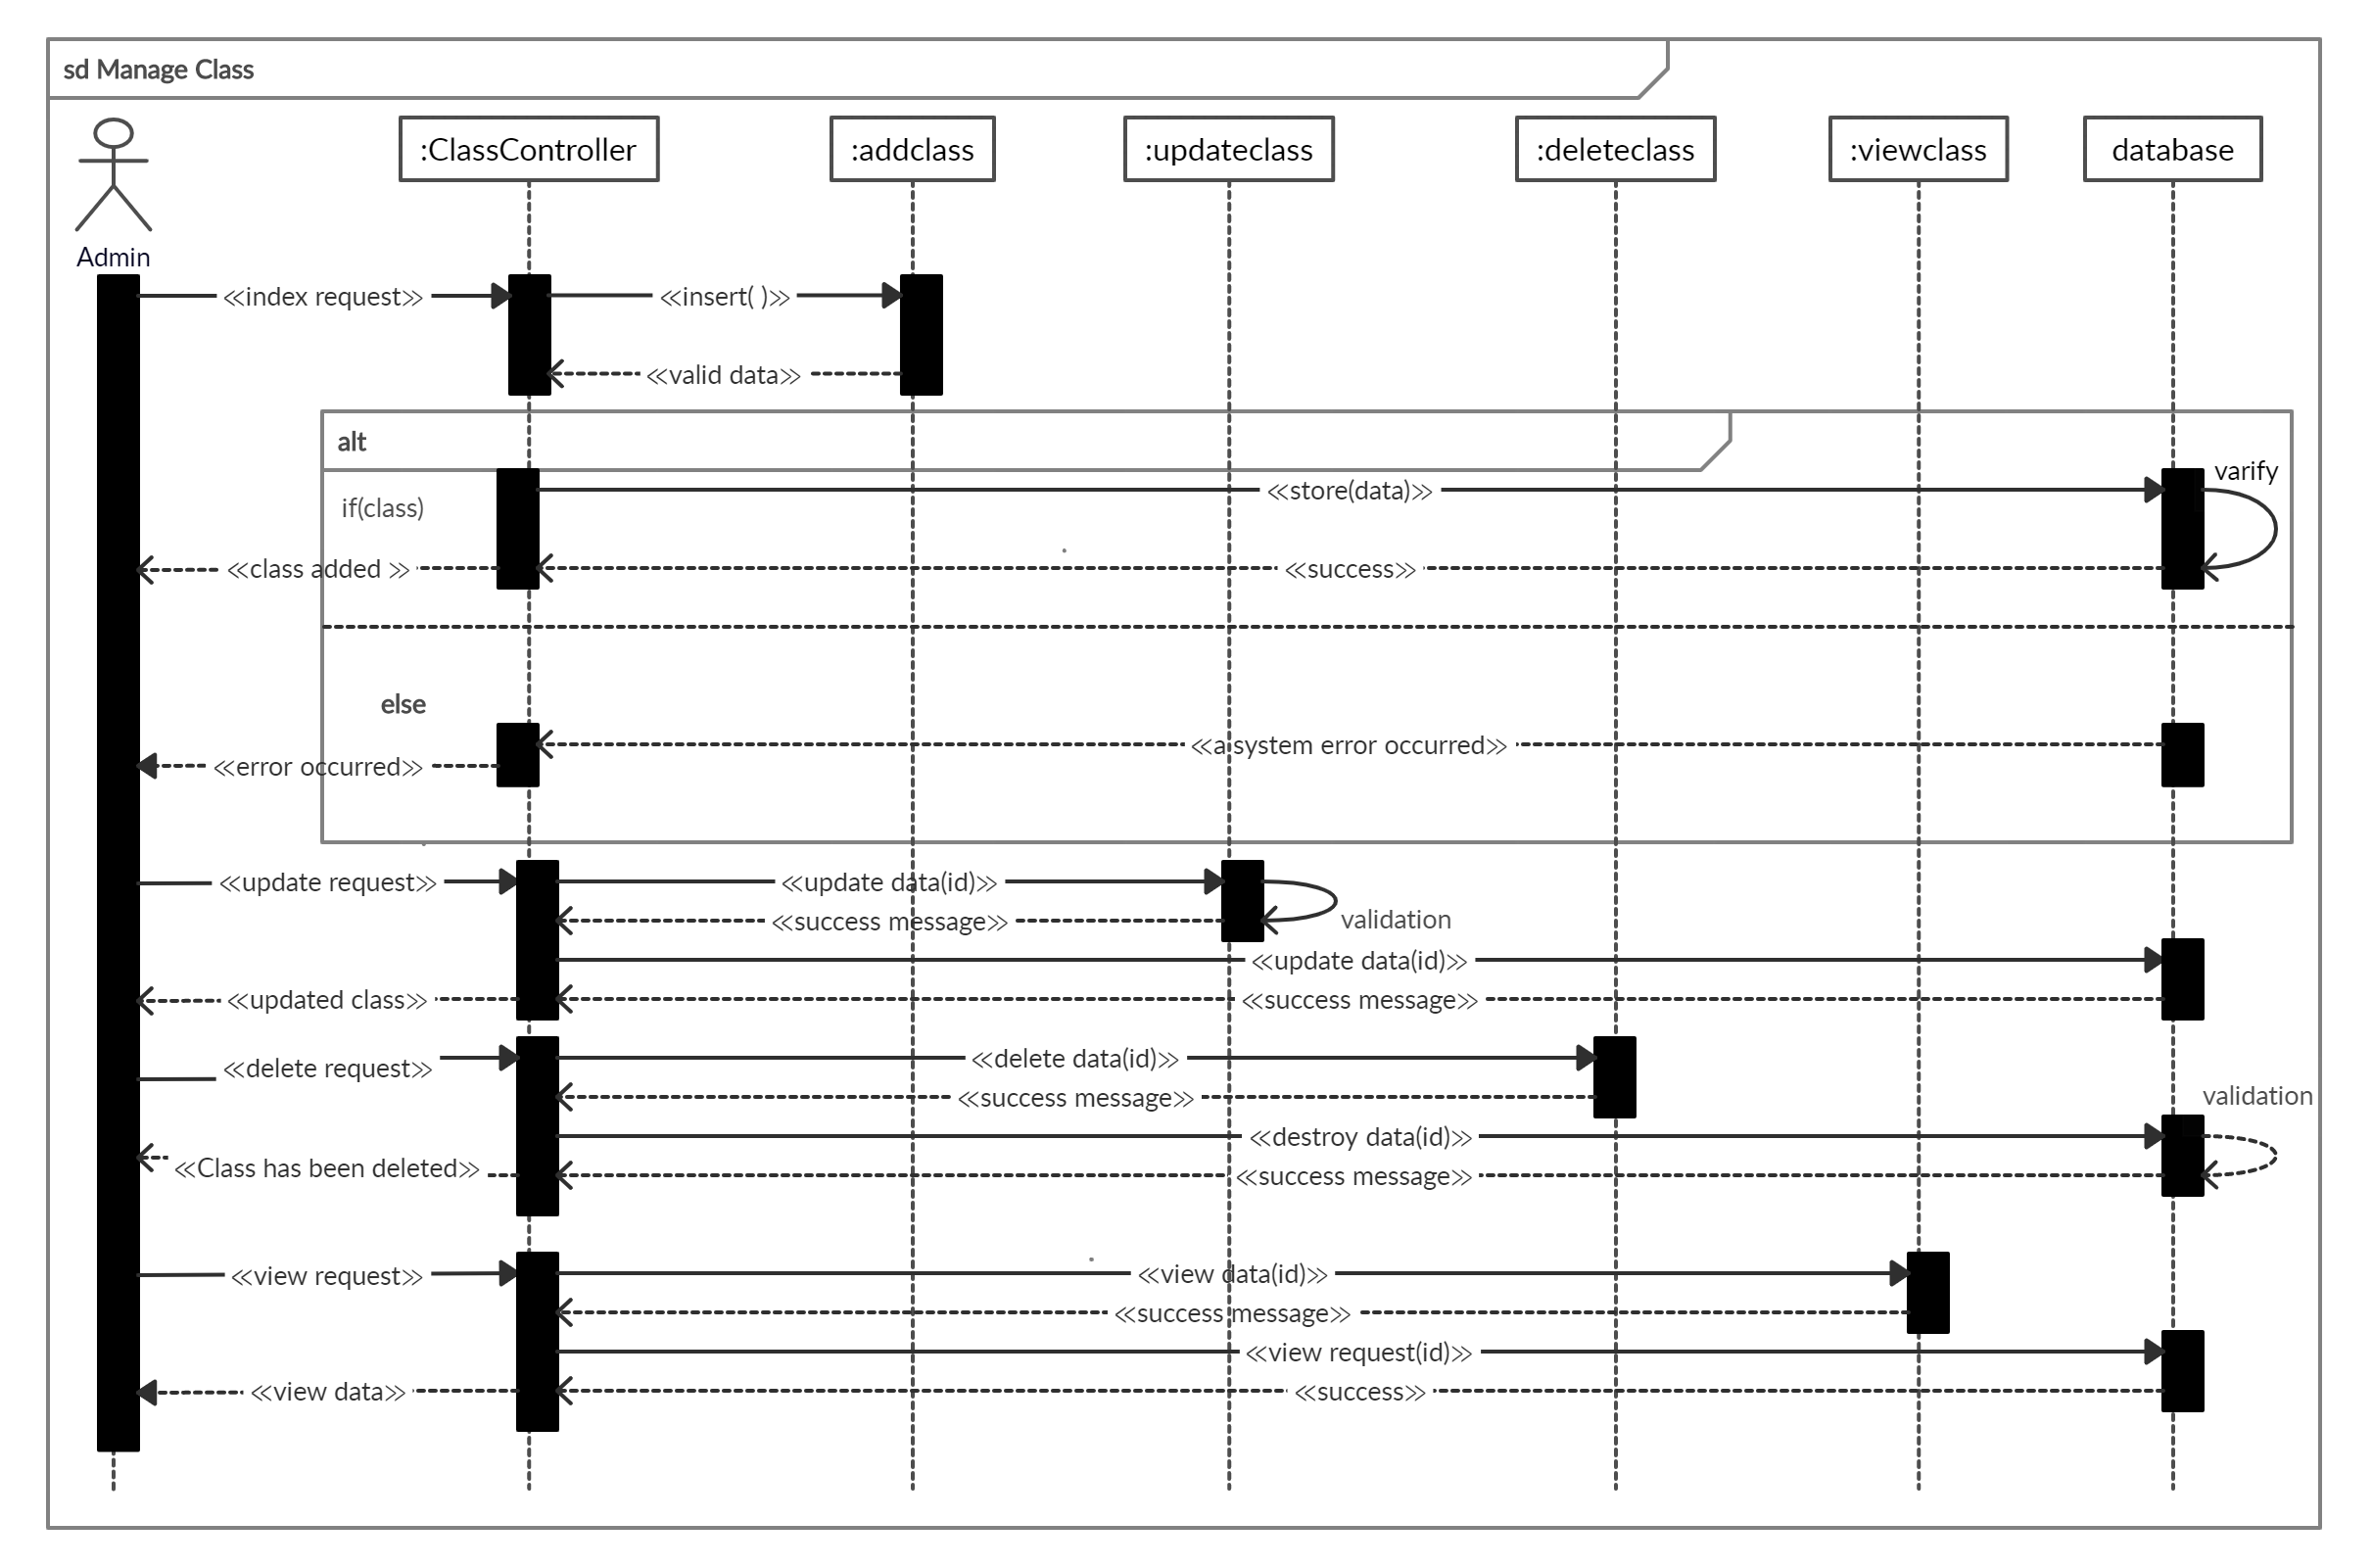 sd Manage Class
:ClassController
:addclass
:updateclass
:deleteclass
:viewclass
database
Admin
≪index request≫
≪insert( )≫
≪valid data≫
alt
varify
if(class)
≪store(data)≫
≪class added ≫
≪success≫
else
≪a system error occurred≫
≪error occurred≫
≪update request≫
≪update data(id)≫
≪success message≫
validation
≪update data(id)≫
≪updated class≫
≪success message≫
≪delete request≫
≪delete data(id)≫
≪success message≫
validation
≪destroy data(id)≫
≪Class has been deleted≫
≪success message≫
≪view request≫
≪view data(id)≫
≪success message≫
≪view request(id)≫
≪view data≫
≪success≫